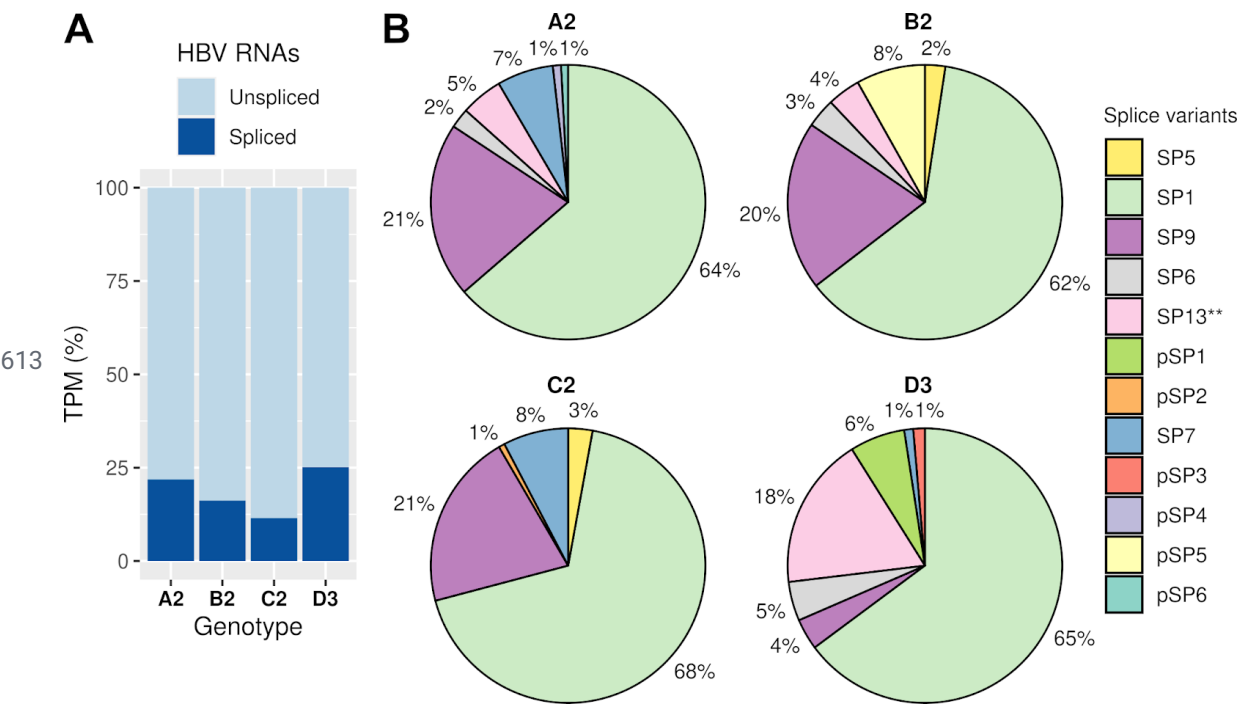 A
HBV RNAs
Unspliced
Spliced
100
75
50
25
0
TPM (%)
A2 B2 C2 D3
Genotype
613
B
A2
1% 1%
7%
5%
2%
21%
64%
B2
2%
8%
4%
3%
20%
62%
C2
3%
8%
1%
21%
68%
D3
1% 1%
6%
18%
5%
4%
65%
Splice variants
SP5
SP1
SP9
SP6
SP13**
pSP1
pSP2
SP7
pSP3
pSP4
pSP5
pSP6